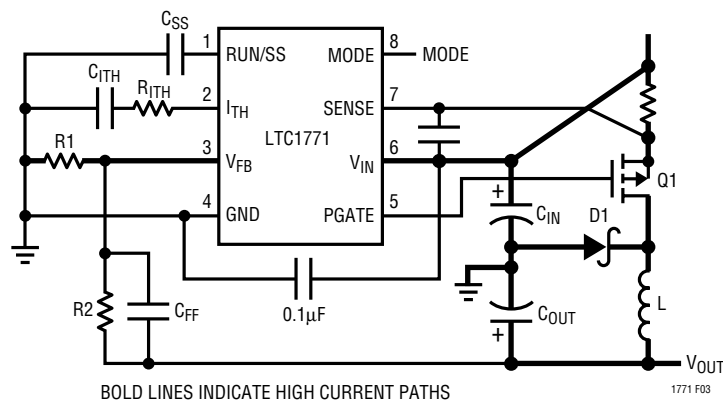 CSS
1 RUN/SS MODE 8 MODE
CITH RITH
2 ITH SENSE 7
LTC1771
R1 3 VFB VIN 6
4 GND PGATE 5
Q1
+ CIN
D1
R2 CFF
0.1µF
COUT +
L
VOUT
BOLD LINES INDICATE HIGH CURRENT PATHS
1771 F03